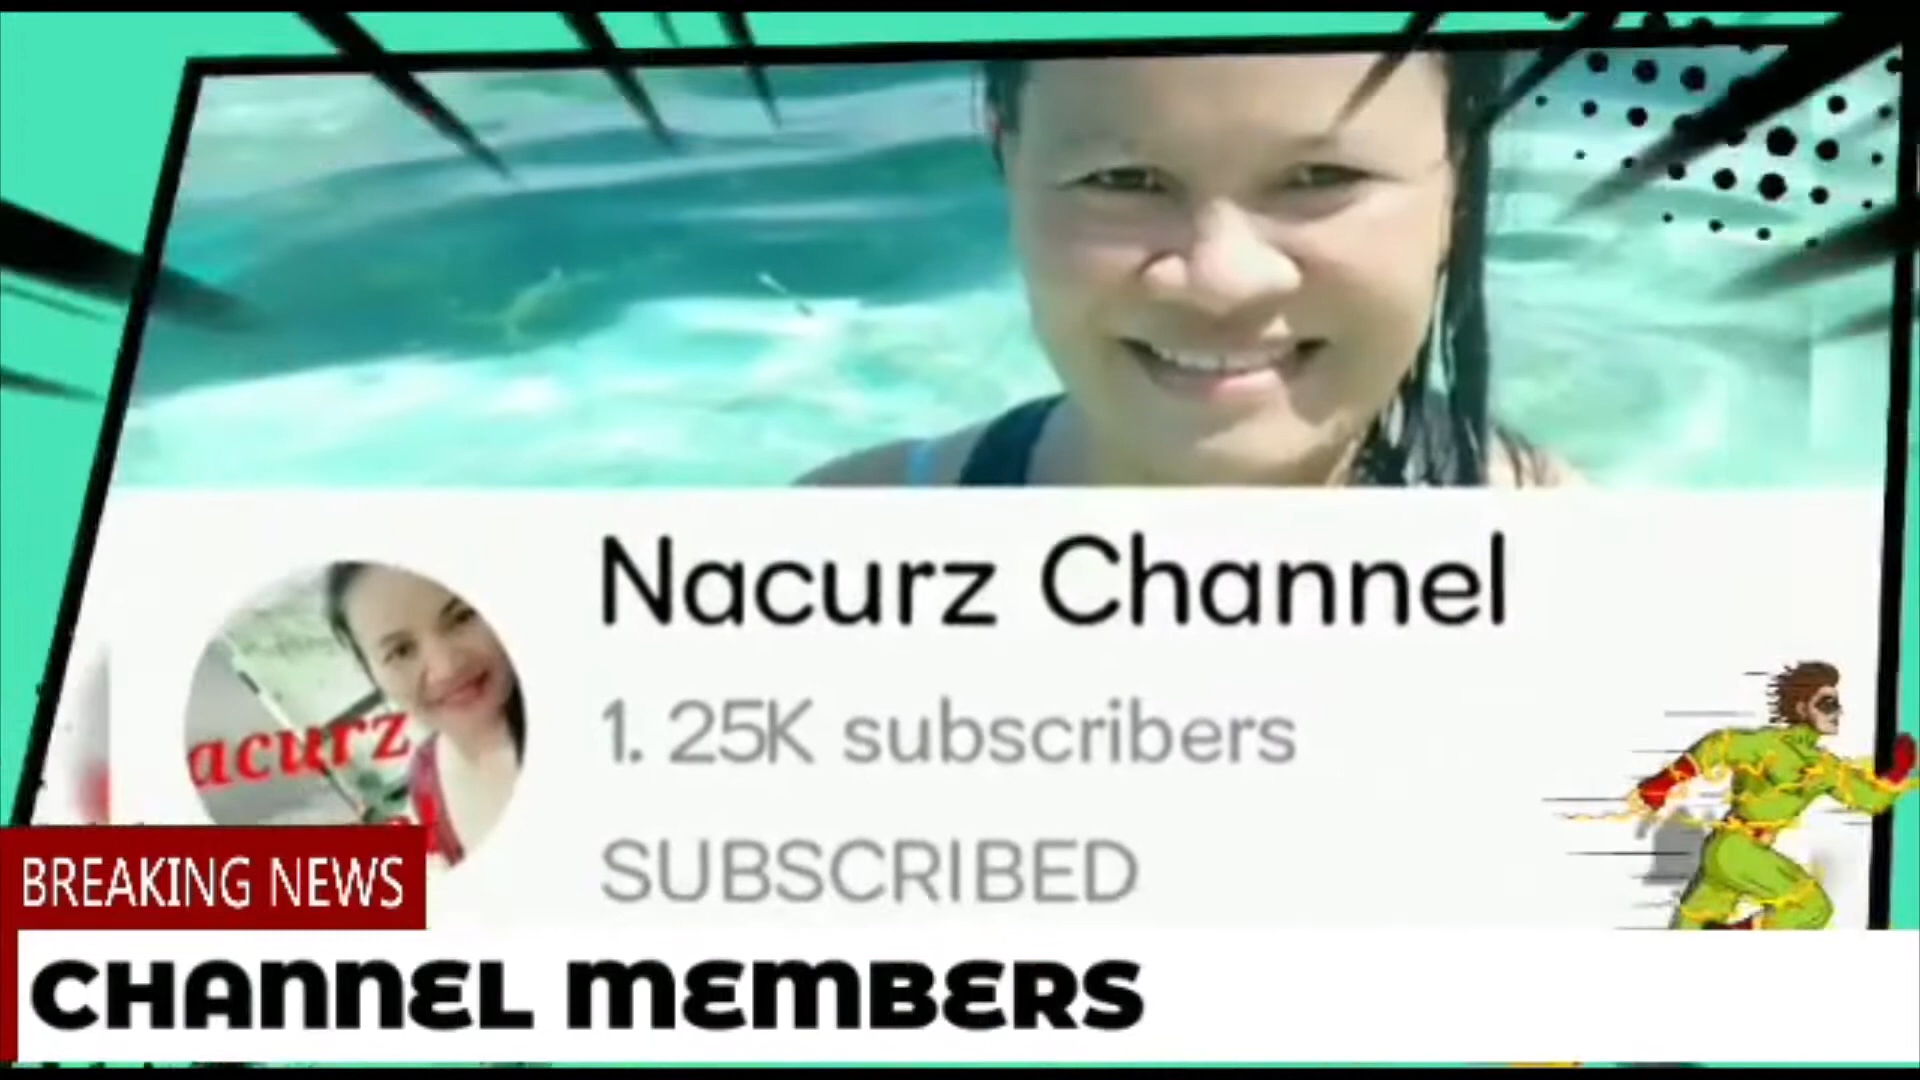 Nacurz Channel
1. 25K subscribers
acurz
SUBSCRIBED
BREAKING NEWS
CHANNEL MEMBERS